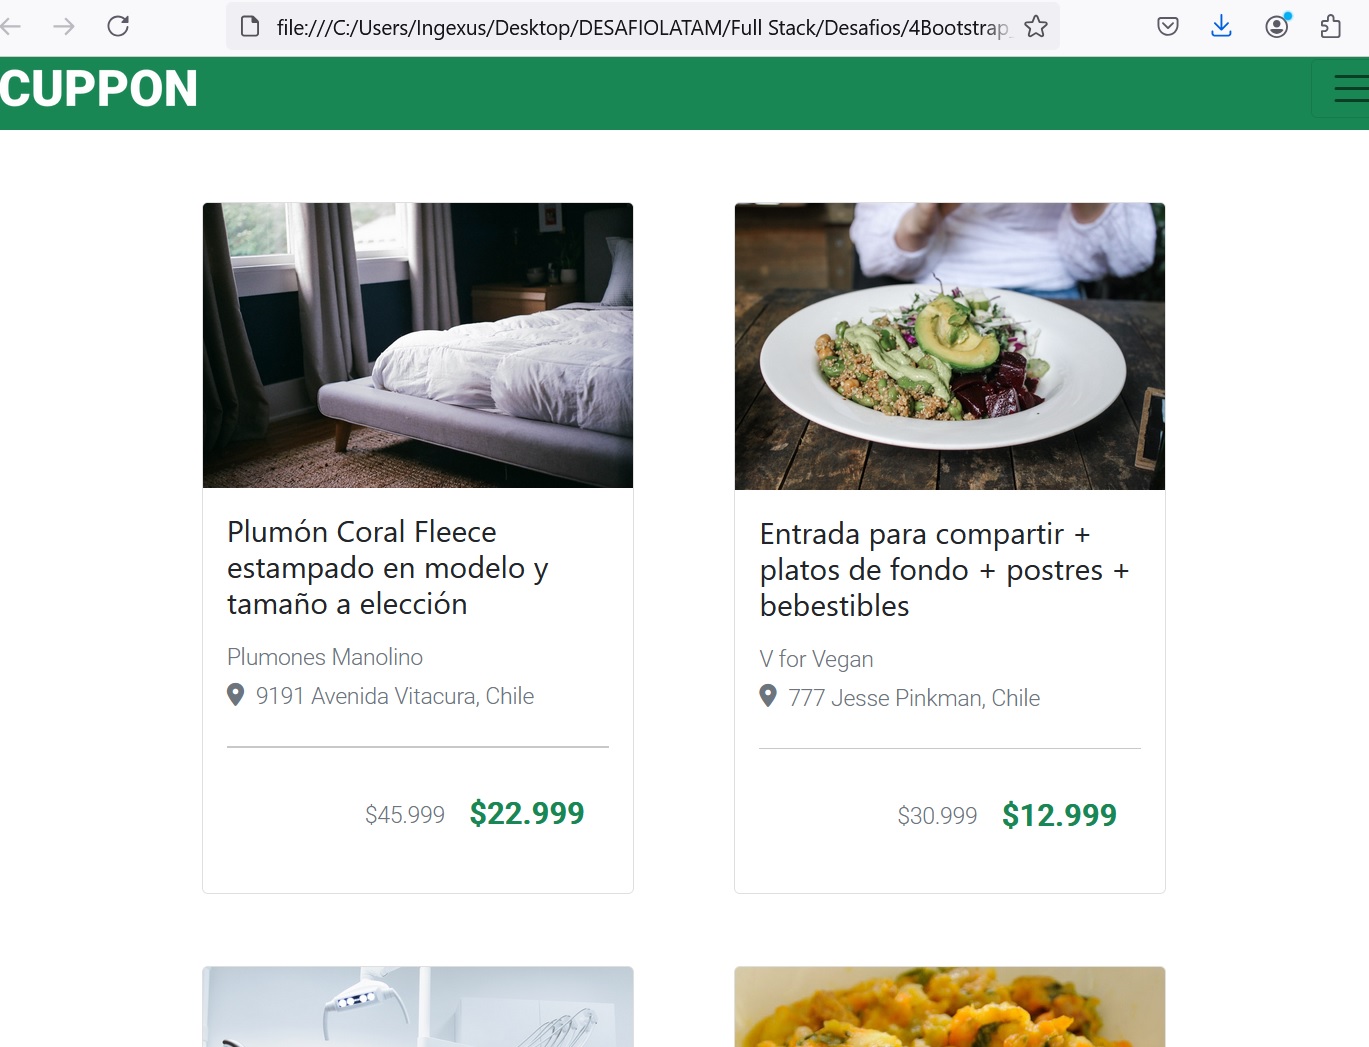 file:///C:/Users/Ingexus/Desktop/DESAFIOLATAM/Full Stack/Desafios/4Bootstrap_
CUPPON
Plumón Coral Fleece
estampado en modelo y
tamaño a elección
Plumones Manolino
9191 Avenida Vitacura, Chile
$45.999 $22.999
Entrada para compartir +
platos de fondo + postres +
bebestibles
V for Vegan
777 Jesse Pinkman, Chile
$30.999 $12.999